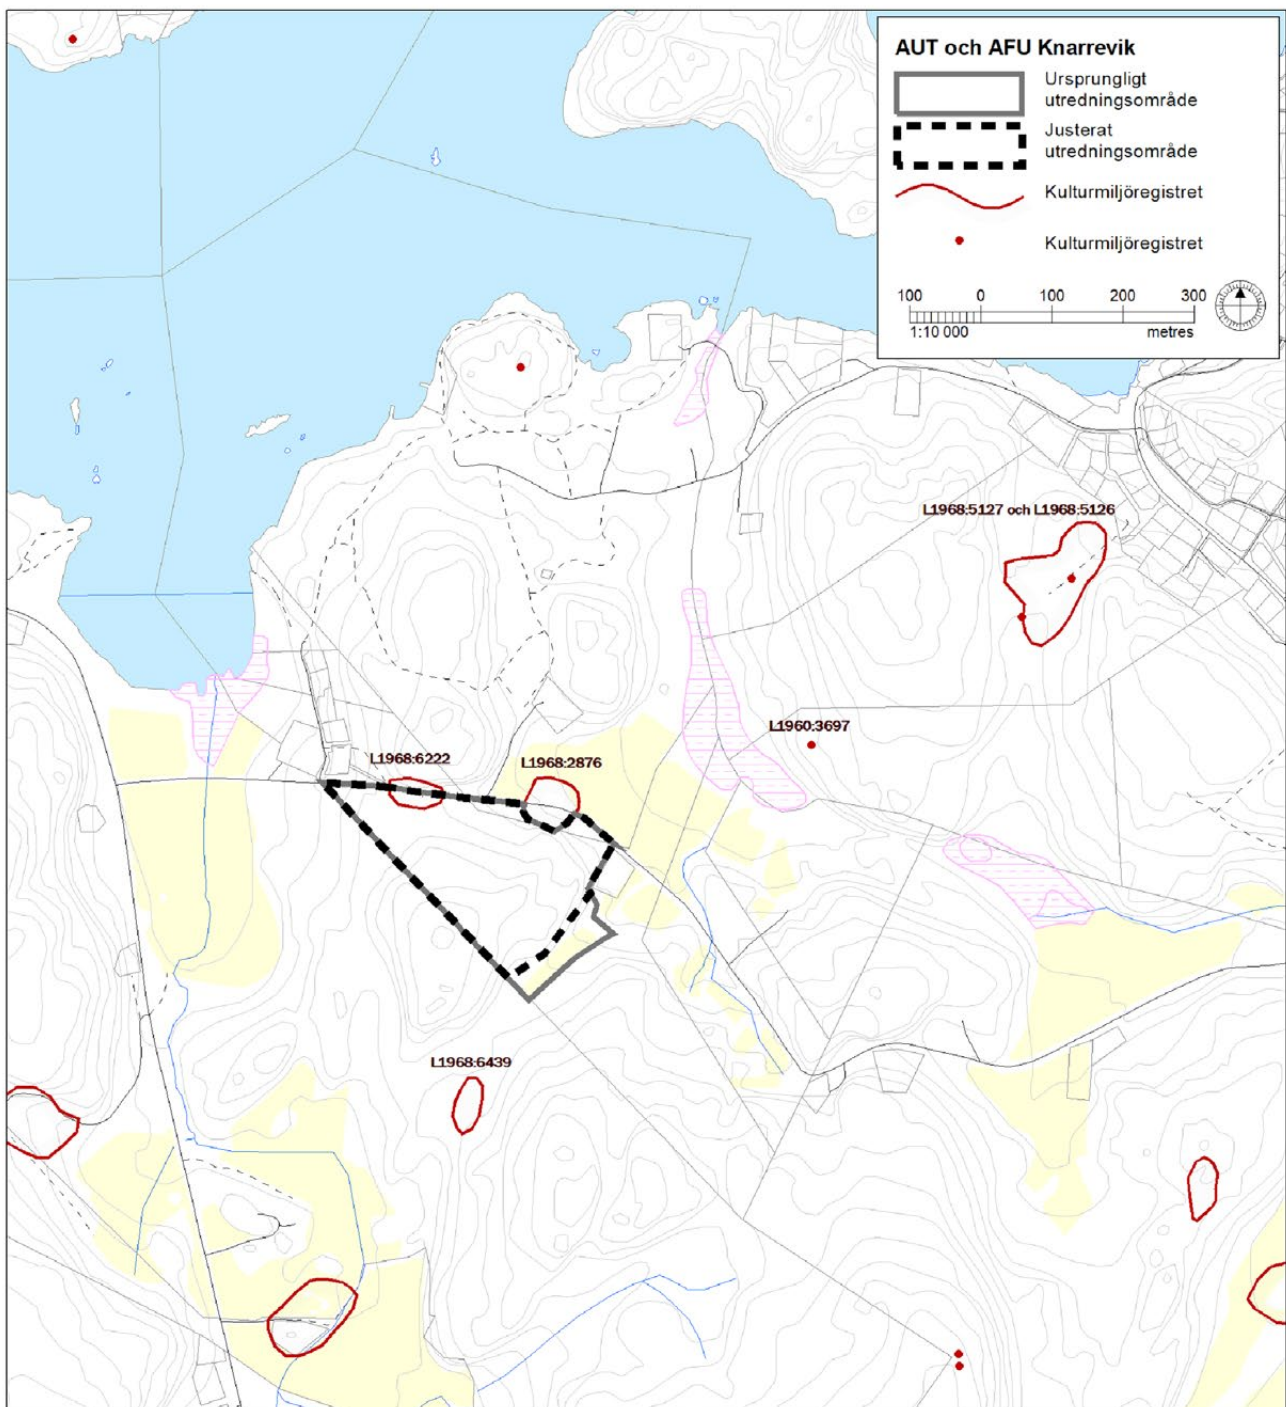 AUT och AFU Knarrevik
Ursprungligt
utredningsområde
Justerat
utredningsområde
Kulturmiljöregistret
Kulturmiljöregistret
100 0 100 200 300
1:10 000 metres
L1968:5127 och L1968:5126
L1960:3697
L1968:6222
L1968:2876
L1968:6439